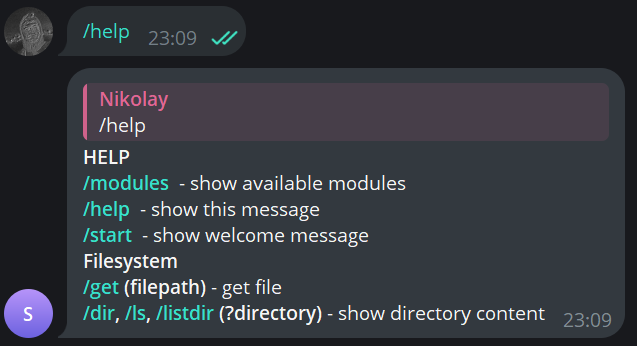 /help 23:09
Nikolay
/help
HELP
/modules - show available modules
/help - show this message
/start - show welcome message
Filesystem
/get (filepath) - get file
/dir, /ls, /listdir (?directory) - show directory content 23:09
S